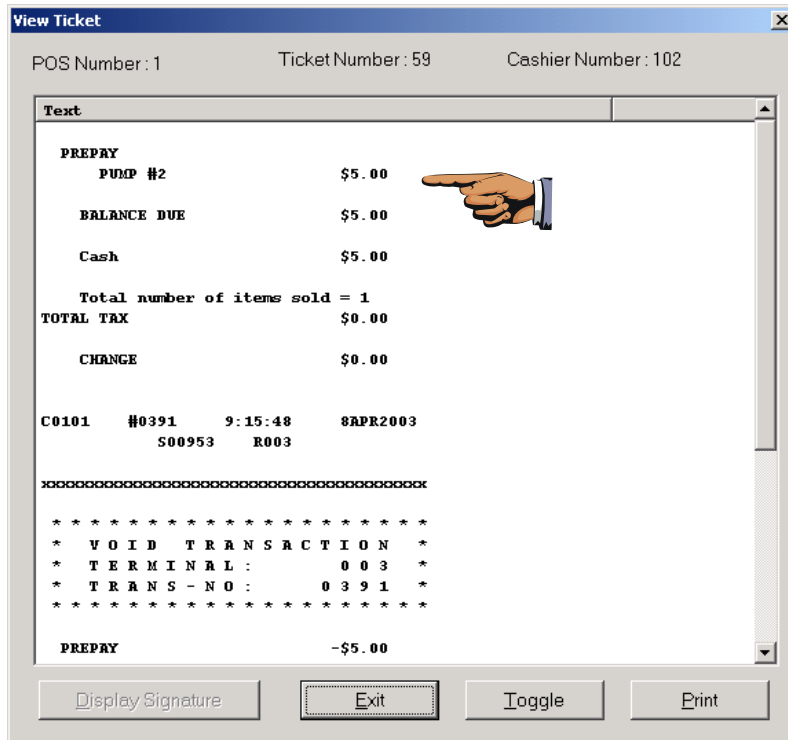 View Ticket
POS Number : 1 Ticket Number : 59 Cashier Number : 102
Text
PREPAY
PUMP #2 $5.00
BALANCE DUE $5.00
Cash $5.00
Total number of items sold = 1
TOTAL TAX $0.00
CHANGE $0.00
C0101 #0391 9:15:48 8APR2003
S00953 R003
xxxxxxxxxxxxxxxxxxxxxxxxxxxxxxxxxxxxxxxx
* * * * * * * * * * * * * * * * * * * *
* V O I D T R A N S A C T I O N *
* T E R M I N A L : 0 0 3 *
* T R A N S - N O : 0 3 9 1 *
* * * * * * * * * * * * * * * * * * * *
PREPAY -$5.00
Display Signature Exit Toggle Print